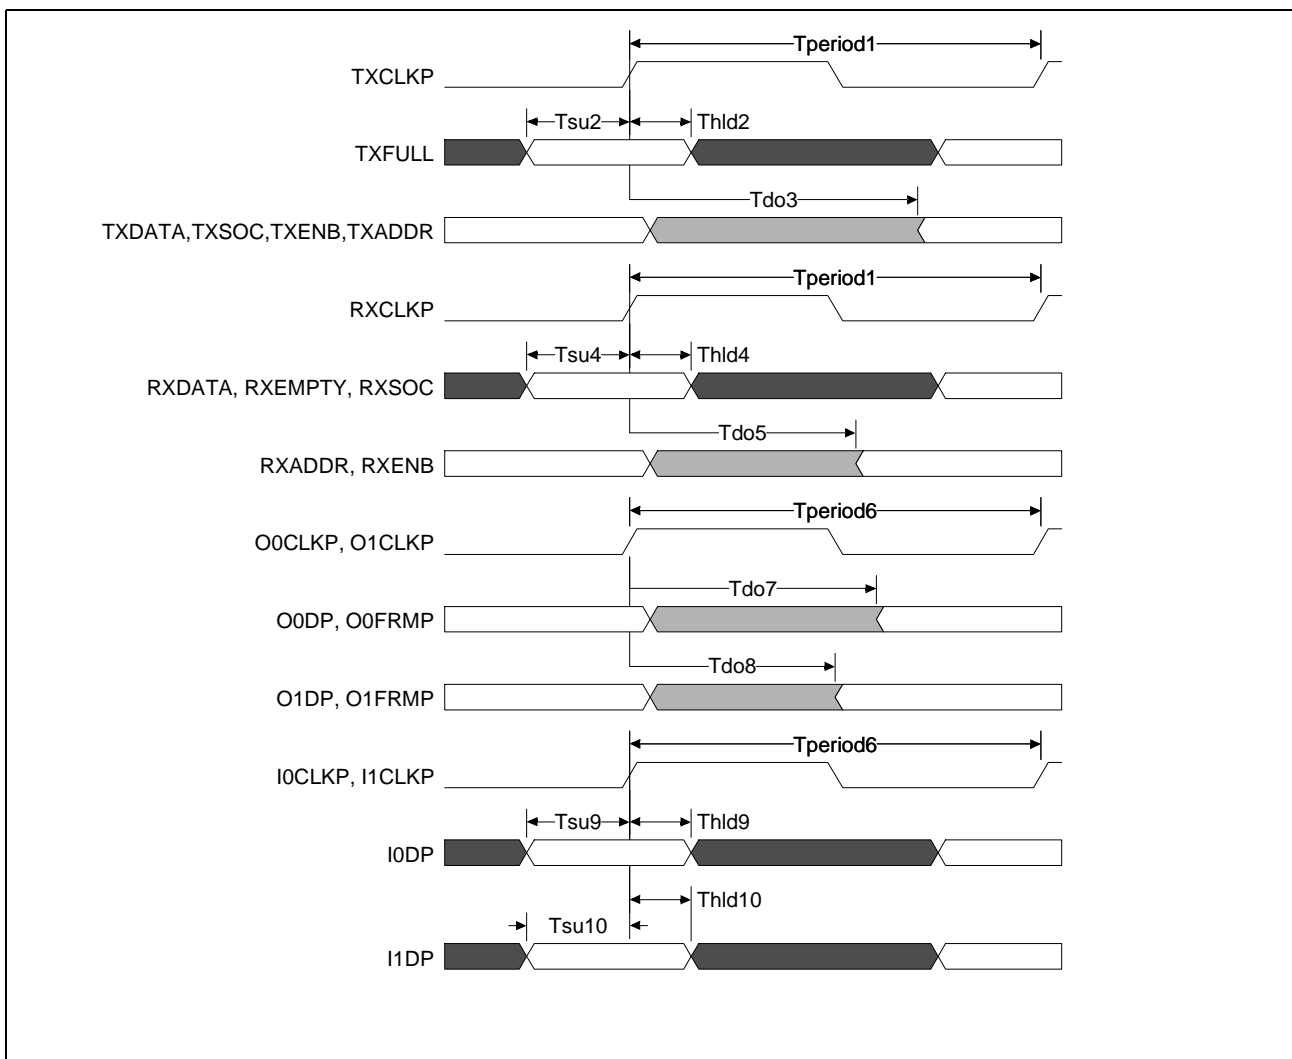 Tperiod1
TXCLKP
Tsu2 Thld2
TXFULL
Tdo3
TXDATA,TXSOC,TXENB,TXADDR
Tperiod1
RXCLKP
Tsu4 Thld4
RXDATA, RXEMPTY, RXSOC
Tdo5
RXADDR, RXENB
Tperiod6
O0CLKP, O1CLKP
Tdo7
O0DP, O0FRMP
Tdo8
O1DP, O1FRMP
Tperiod6
I0CLKP, I1CLKP
Tsu9 Thld9
I0DP
Thld10
Tsu10
I1DP